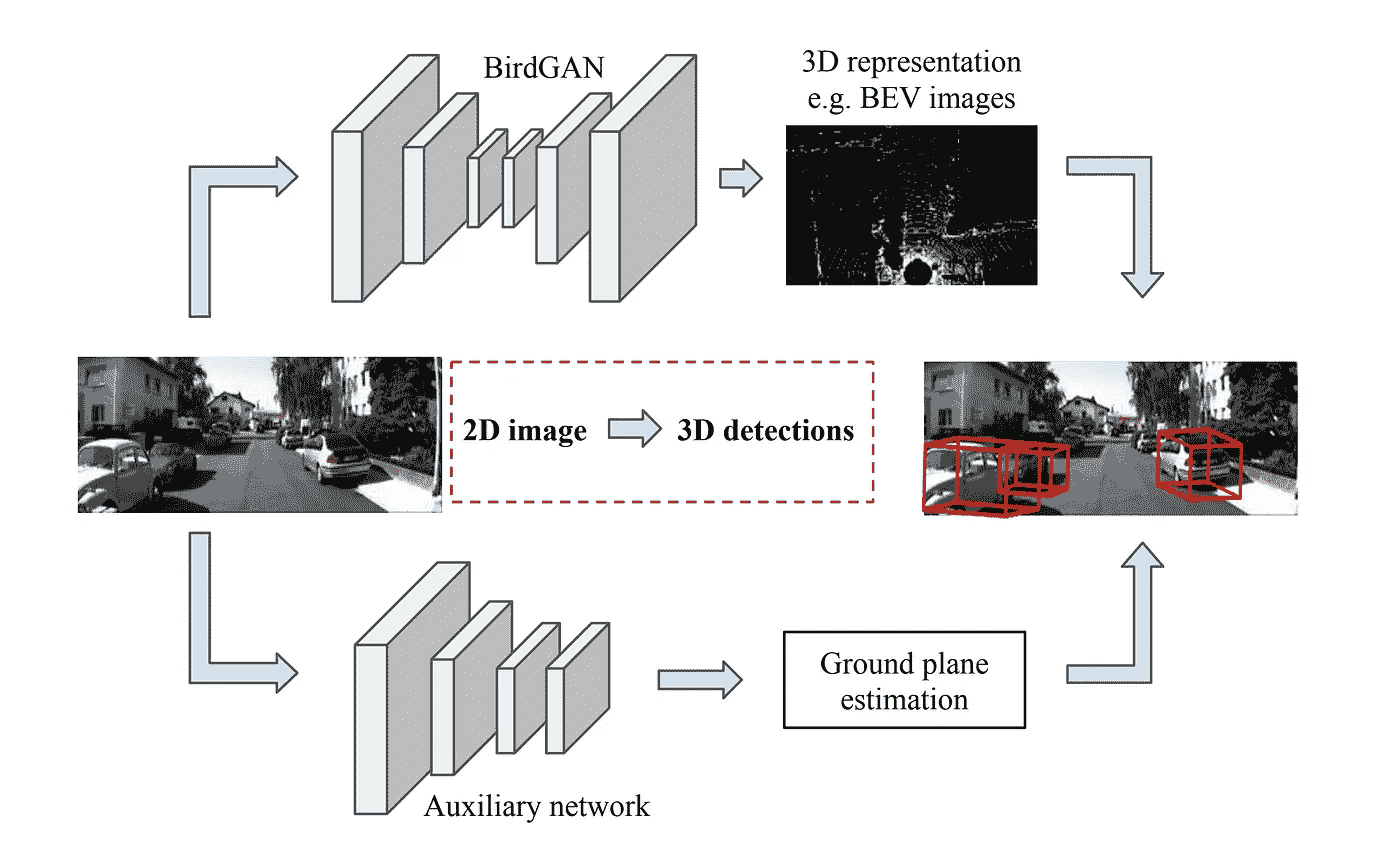 BirdGAN
3D representation
e.g. BEV images
2D image
3D detections
Ground plane
estimation
Auxiliary network